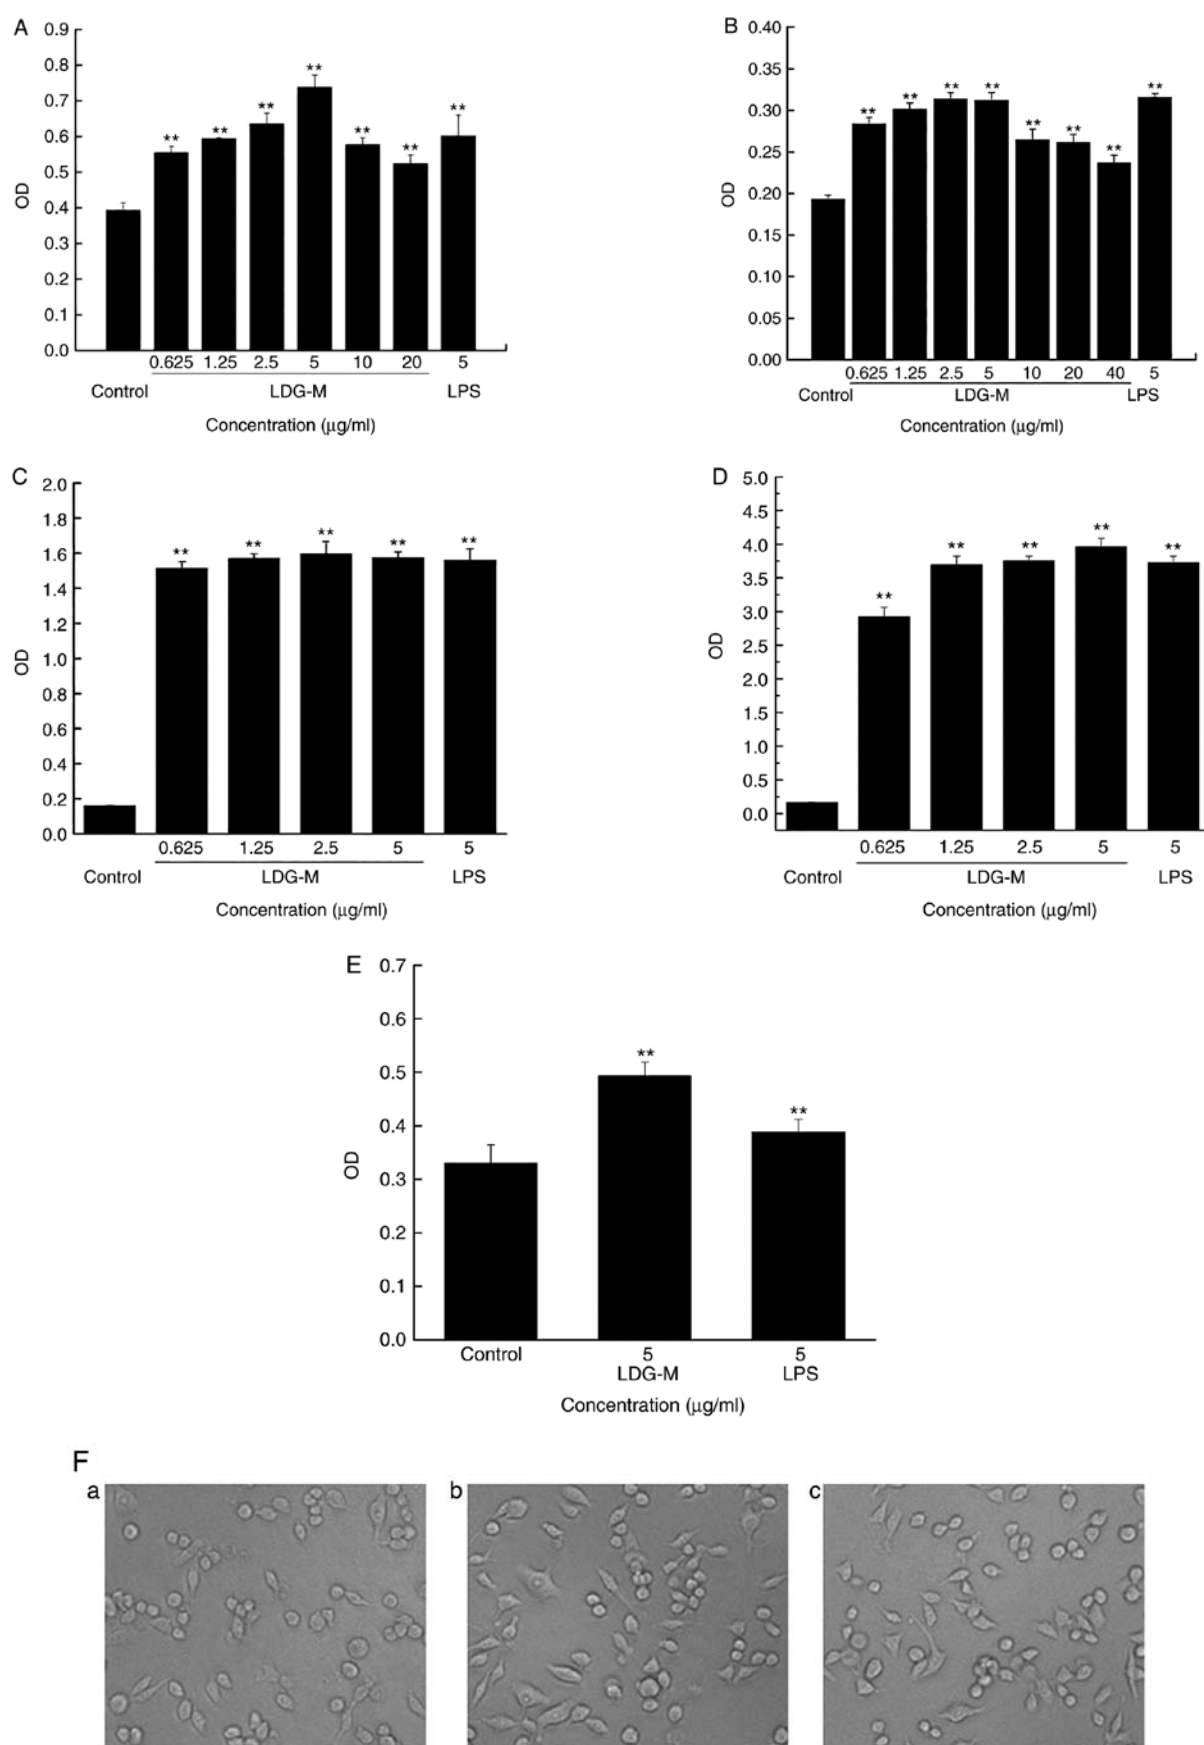 A
0.9
0.8
0.7
0.6
0.5
0.4
0.3
0.2
0.1
0.0
OD
** ** ** ** ** ** **
0.625 1.25 2.5 5 10 20 5
Control LDG-M LPS
Concentration (μg/ml)
B
0.40
0.35
0.30
0.25
0.20
0.15
0.10
0.05
0.00
OD
** ** ** ** ** ** ** **
0.625 1.25 2.5 5 10 20 40 5
Control LDG-M LPS
Concentration (μg/ml)
C
2.0
1.8
1.6
1.4
1.2
1.0
0.8
0.6
0.4
0.2
0.0
OD
** ** ** ** **
0.625 1.25 2.5 5 5
Control LDG-M LPS
Concentration (μg/ml)
D
5.0
4.5
4.0
3.5
3.0
2.5
2.0
1.5
1.0
0.5
0.0
OD
** ** ** ** **
0.625 1.25 2.5 5 5
Control LDG-M LPS
Concentration (μg/ml)
E
0.7
0.6
0.5
0.4
0.3
0.2
0.1
0.0
OD
** **
Control 5 5
LDG-M LPS
Concentration (μg/ml)
F
a b c